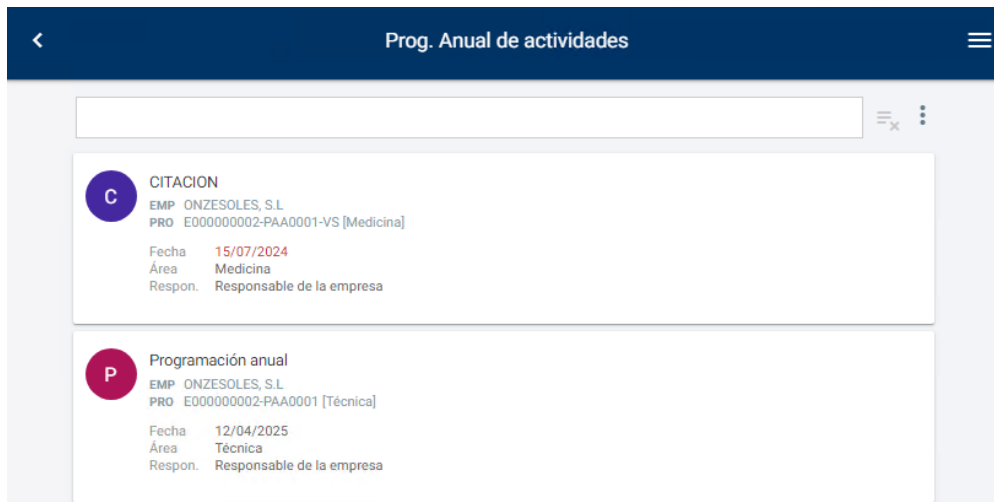 Prog. Anual de actividades
C
CITACION
EMP ONZESOLES, S.L
PRO E000000002-PAA0001-VS [Medicina]
Fecha 15/07/2024
Área Medicina
Respon. Responsable de la empresa
P
Programación anual
EMP ONZESOLES, S.L
PRO E000000002-PAA0001 [Técnica]
Fecha 12/04/2025
Área Técnica
Respon. Responsable de la empresa